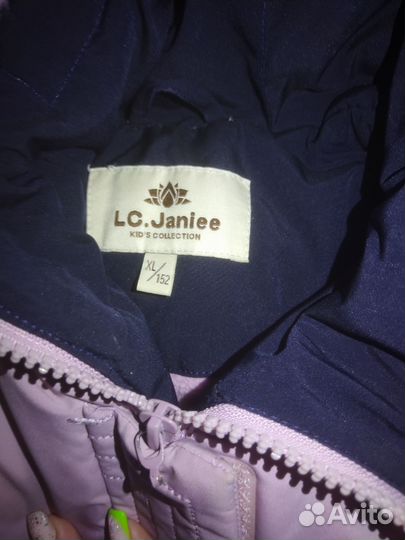 LC.Janiee
KID'S COLLECTION
XL/152
Avito